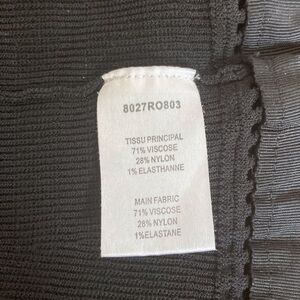 8027RO803
TISSU PRINCIPAL
71% VISCOSE
28% NYLON
1% ELASTHANNE
MAIN FABRIC
71% VISCOSE
28% NYLON
1%ELASTANE